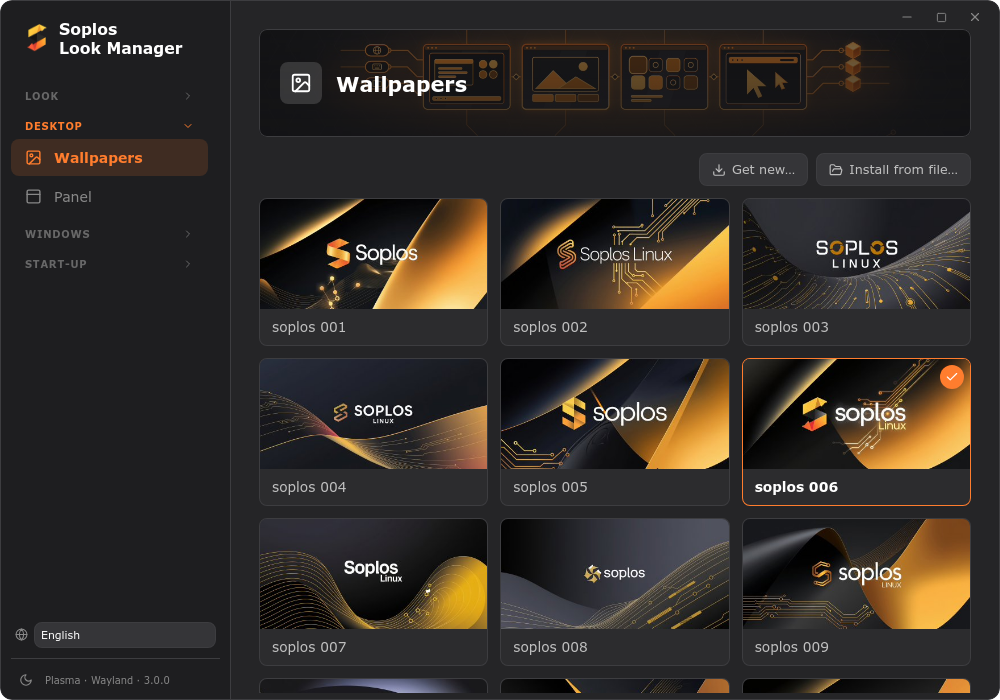 Soplos
Look Manager
LOOK
DESKTOP
Wallpapers
Panel
WINDOWS
START-UP
English
Plasma · Wayland · 3.0.0
Wallpapers
Get new...
Install from file...
Soplos
soplos 001
Soplos Linux
soplos 002
SOPLOS
LINUX
soplos 003
SOPLOS
LINUX
soplos 004
soplos
soplos 005
soplos
Linux
soplos 006
Soplos
Linux
soplos 007
soplos
soplos 008
soplos
LINUX
soplos 009